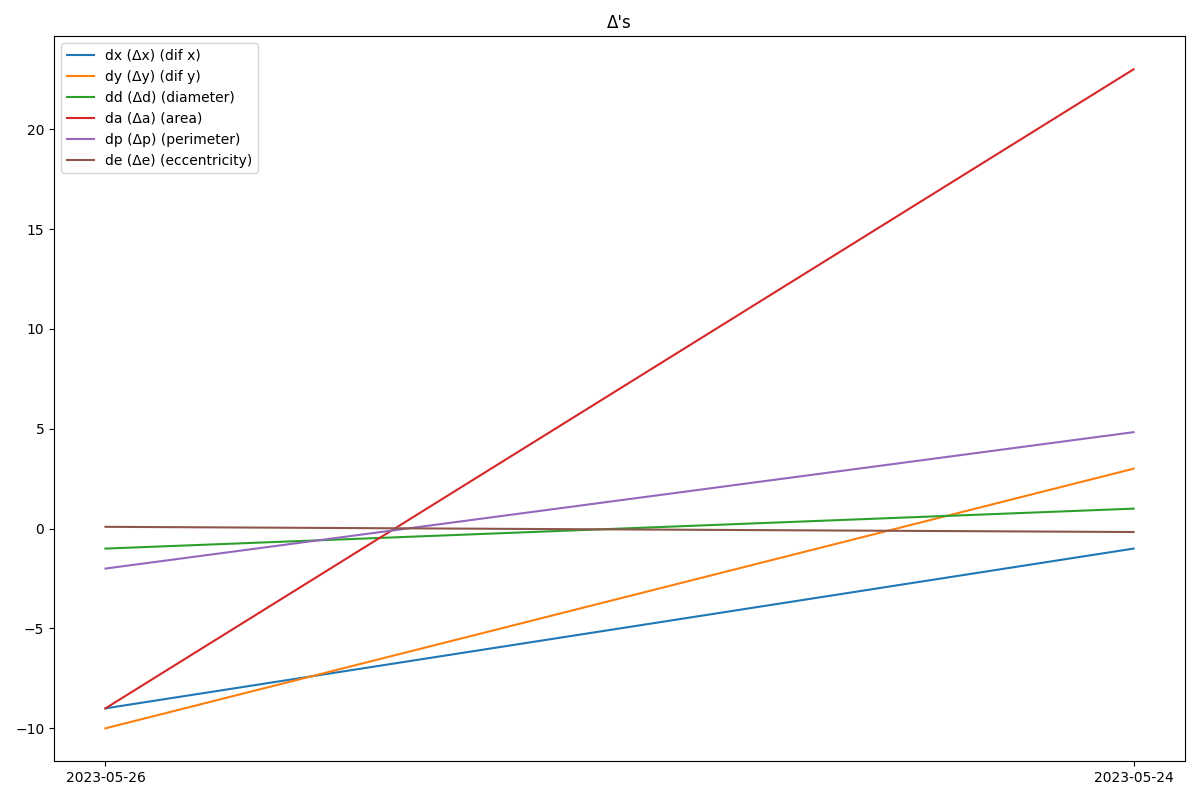 Δ's
dx (Δx) (dif x)
dy (Δy) (dif y)
dd (Δd) (diameter)
da (Δa) (area)
dp (Δp) (perimeter)
de (Δe) (eccentricity)
20
15
10
5
0
−5
−10
2023-05-26
2023-05-24